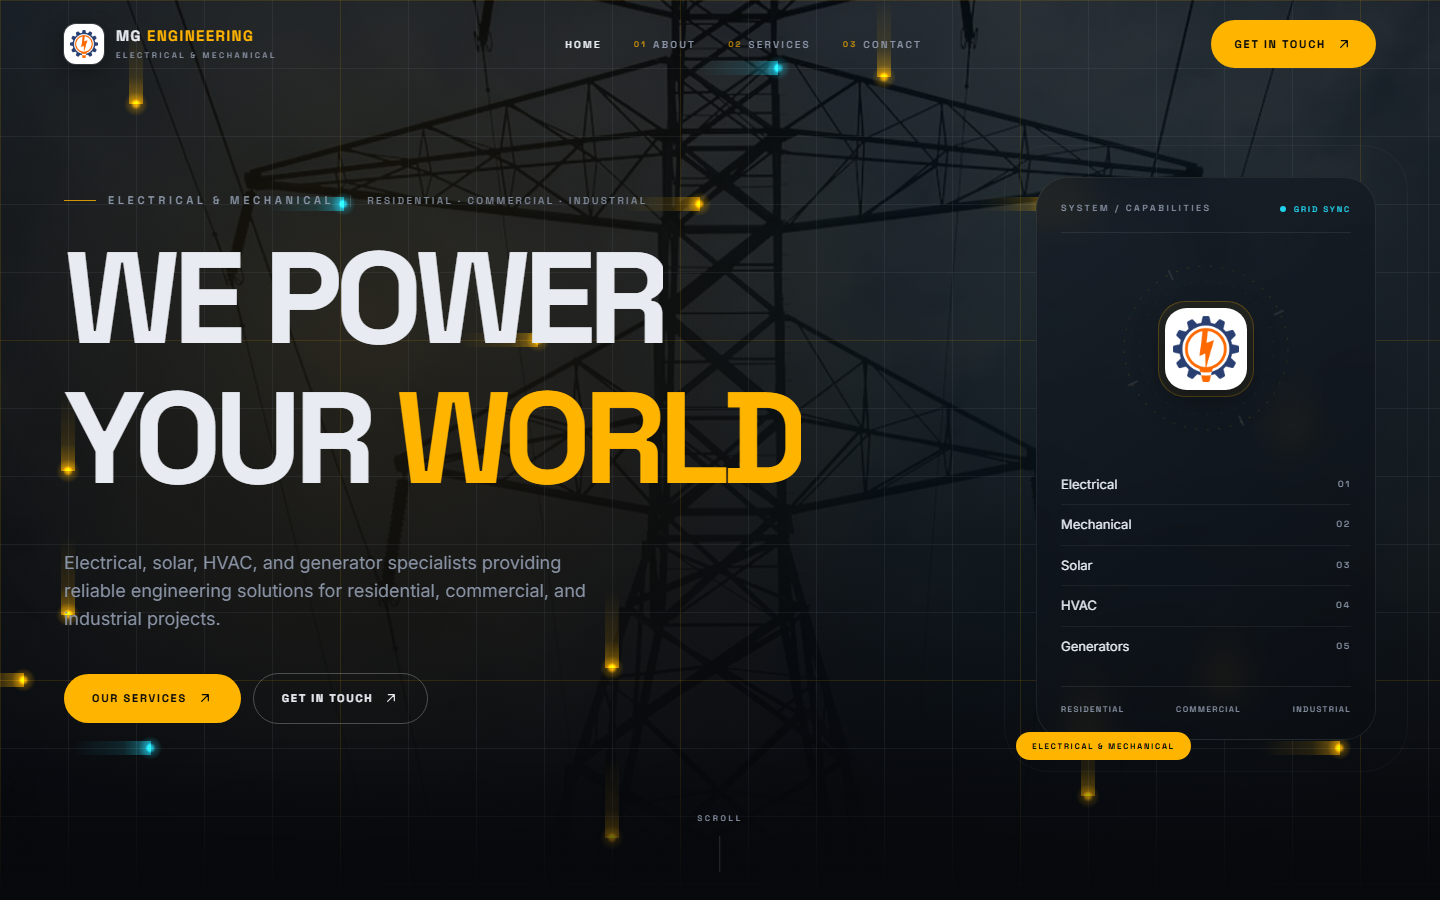 MG ENGINEERING
ELECTRICAL & MECHANICAL
HOME
01 ABOUT
02 SERVICES
03 CONTACT
GET IN TOUCH
ELECTRICAL & MECHANICAL
RESIDENTIAL · COMMERCIAL · INDUSTRIAL
WE POWER
YOUR WORLD
Electrical, solar, HVAC, and generator specialists providing
reliable engineering solutions for residential, commercial, and
industrial projects.
OUR SERVICES
GET IN TOUCH
SYSTEM / CAPABILITIES
GRID SYNC
Electrical 01
Mechanical 02
Solar 03
HVAC 04
Generators 05
RESIDENTIAL COMMERCIAL INDUSTRIAL
ELECTRICAL & MECHANICAL
SCROLL